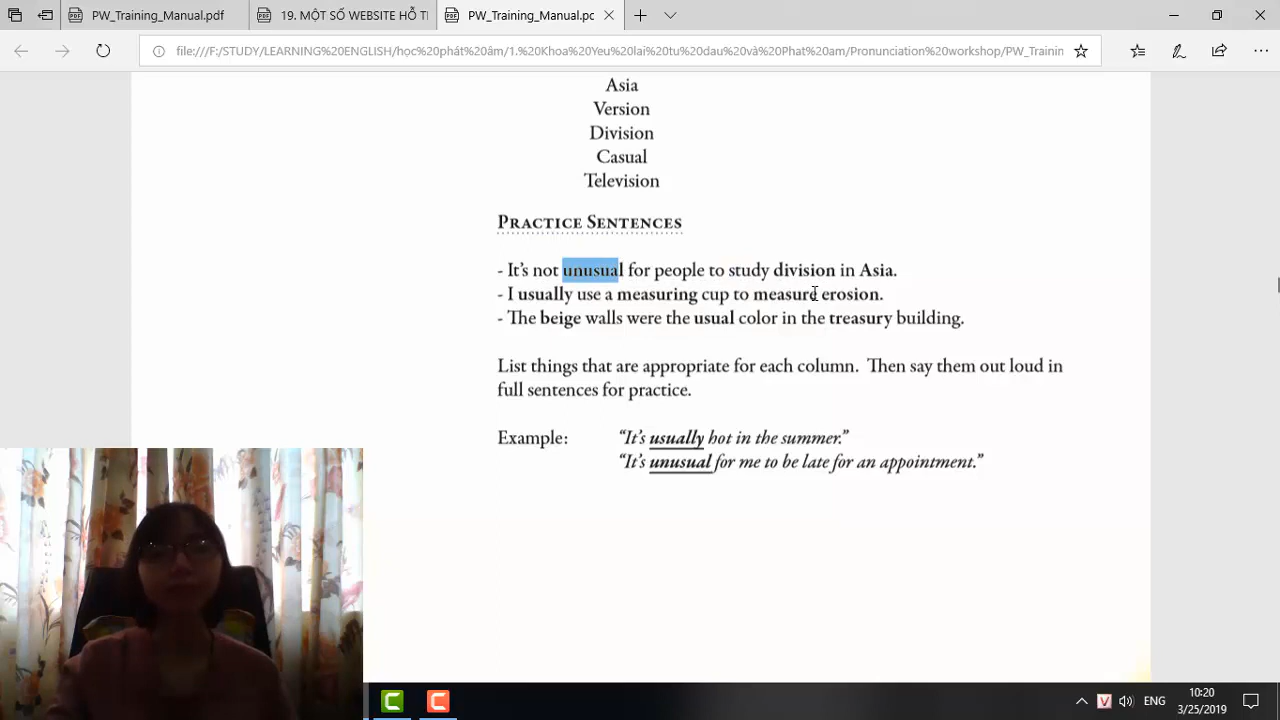 PW_Training_Manual.pdf
19. MỘT SỐ WEBSITE HỖ T
PW_Training_Manual.pc
file:///F:/STUDY/LEARNING%20ENGLISH/học%20phát%20âm/1.%20Khoa%20Yeu%20lai%20tu%20dau%20và%20Phat%20am/Pronunciation%20workshop/PW_Trainin
Asia
Version
Division
Casual
Television
PRACTICE SENTENCES
- It's not unusual for people to study division in Asia.
- I usually use a measuring cup to measure erosion.
- The beige walls were the usual color in the treasury building.
List things that are appropriate for each column. Then say them out loud in
full sentences for practice.
Example: “It's usually hot in the summer.”
“It's unusual for me to be late for an appointment.”
V ENG 10:20
3/25/2019